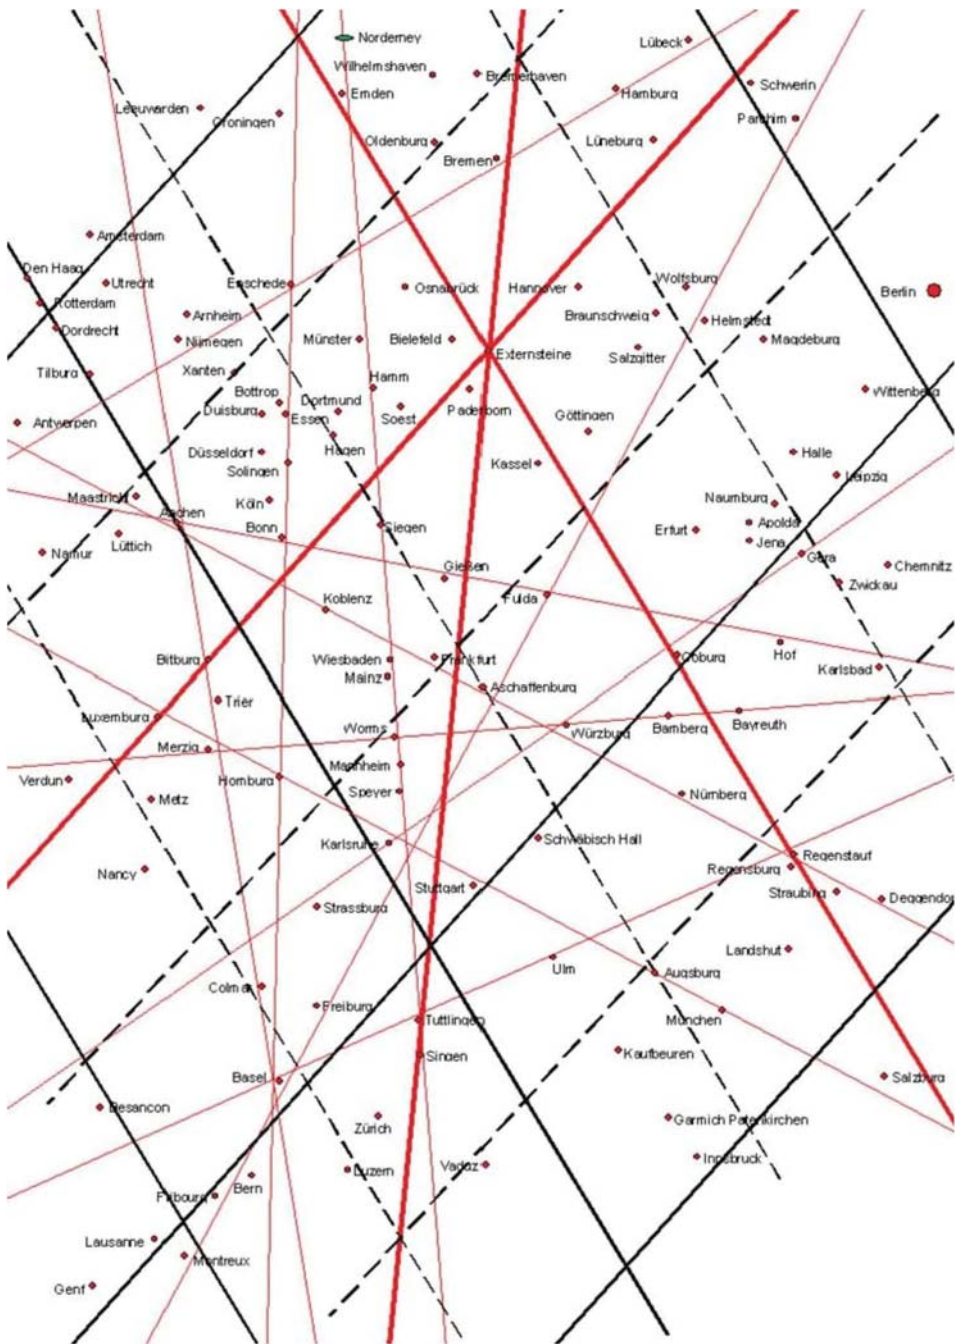 Norderney
Lübeck
Wilhelmshaven
Bremerhaven
Schwerin
Emden
Hamburg
Leeuwarden
Groningen
Parchim
Oldenburg
Lüneburg
Bremen
Amsterdam
Den Haag
Utrecht
Enschede
Osnabrück
Hannover
Wolfsburg
Berlin
Rotterdam
Arnheim
Braunschweig
Helmstedt
Dordrecht
Nijmegen
Münster
Bielefeld
Externsteine
Salzgitter
Magdeburg
Tilburg
Xanten
Hamm
Bottrop
Wittenberg
Duisburg
Dortmund
Essen
Soest
Paderborn
Göttingen
Antwerpen
Hagen
Düsseldorf
Solingen
Kassel
Halle
Leipzig
Maastrich
Köln
Naumburg
Aachen
Bonn
Siegen
Erfurt
Apolda
Lüttich
Jena
Namur
Gera
Gießen
Chemnitz
Zwickau
Koblenz
Fulda
Bitburg
Wiesbaden
Frankfurt
Coburg
Hof
Karlsbad
Mainz
Aschaffenburg
Trier
Luxemburg
Worms
Würzburg
Bamberg
Bayreuth
Merzig
Mannheim
Verdun
Homburg
Metz
Speyer
Nürnberg
Karlsruhe
Schwäbisch Hall
Regenstauf
Nancy
Regensburg
Stuttgart
Straubing
Deggendor
Strassburg
Landshut
Ulm
Augsburg
Colmar
Freiburg
Tuttlingen
München
Singen
Kaufbeuren
Basel
Salzburg
Besancon
Zürich
Garmich Patenkirchen
Luzern
Vaduz
Innsbruck
Bern
Fribourg
Lausanne
Montreux
Genf